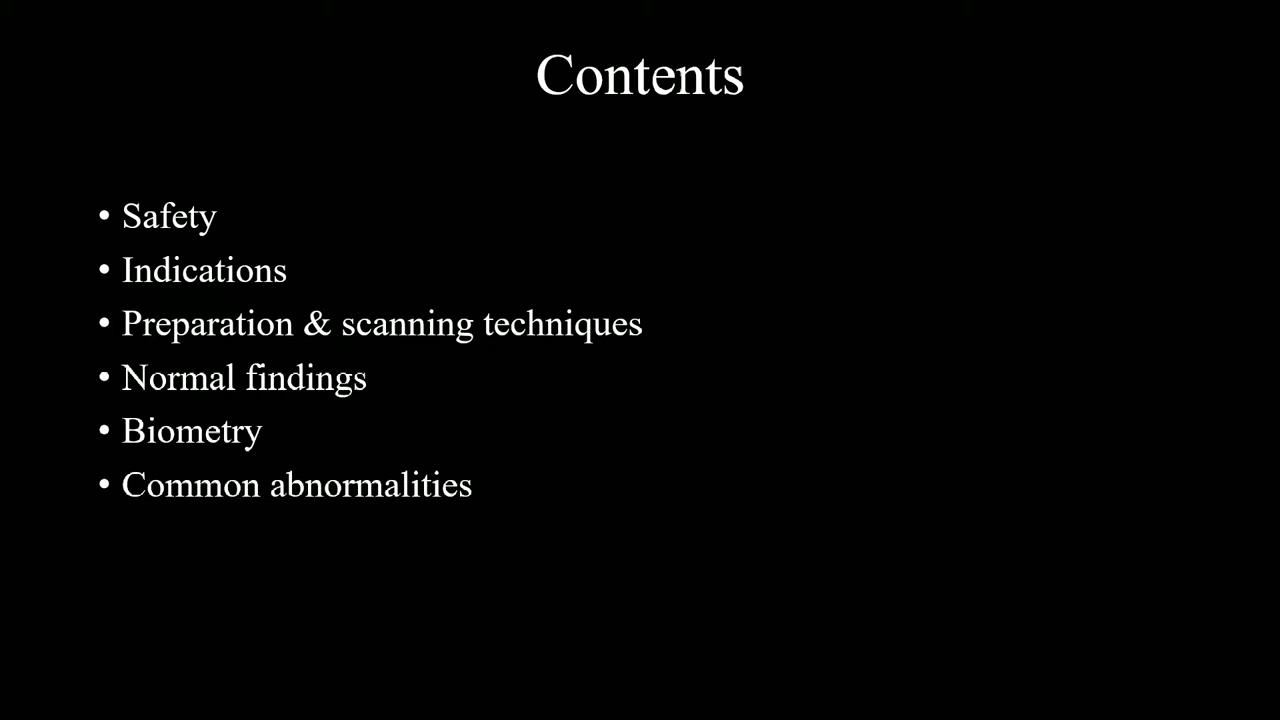 Contents
• Safety
• Indications
• Preparation & scanning techniques
• Normal findings
• Biometry
• Common abnormalities